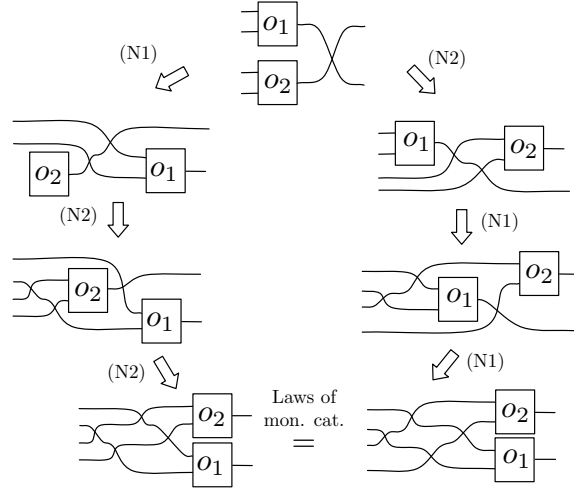 o1
(N1)
(N2)
o2
o1
o2
o2
o1
(N2)
(N1)
o2
o2
o1
o1
(N2)
(N1)
Laws of
mon. cat.
=
o2
o2
o1
o1